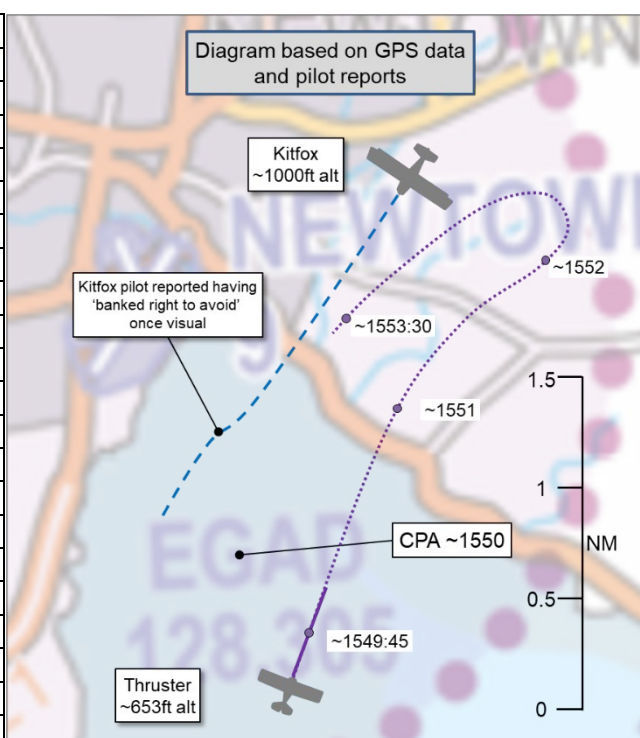 NEWTOWN
Diagram based on GPS data
and pilot reports
Kitfox
~1000ft alt
NEWTOW
~1552
Kitfox pilot reported having
'banked right to avoid'
once visual
~1553:30
9
1.5
~1551
1
CPA ~1550
NM
EGAD
0.5
128.305
~1549:45
Thruster
~653ft alt
0